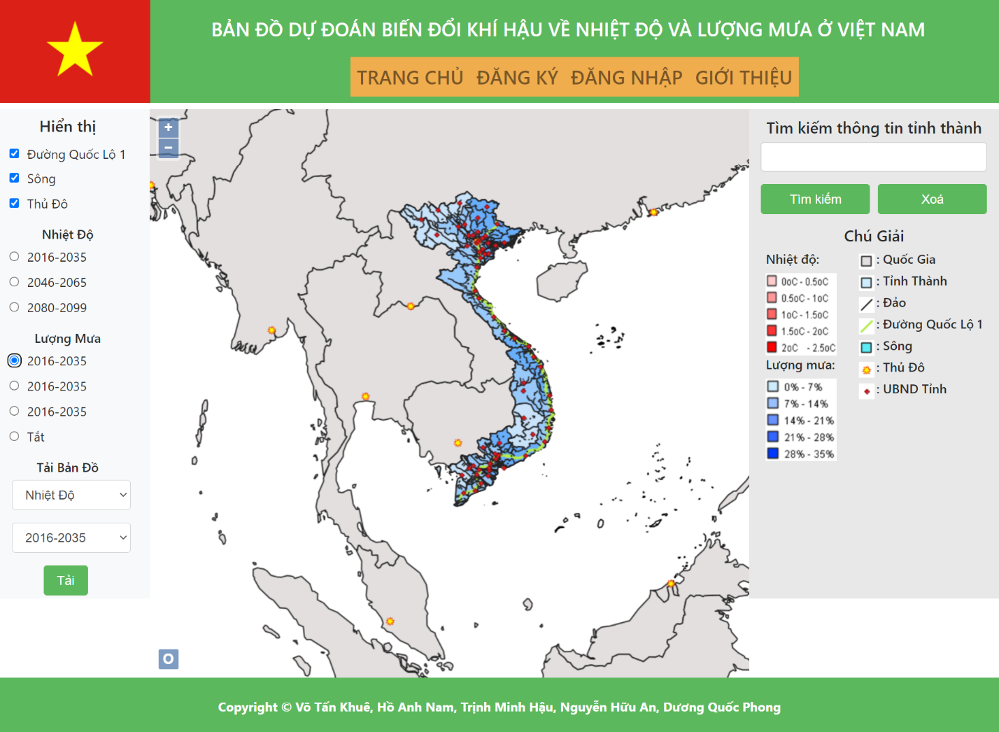 BẢN ĐỒ DỰ ĐOÁN BIẾN ĐỔI KHÍ HẬU VỀ NHIỆT ĐỘ VÀ LƯỢNG MƯA Ở VIỆT NAM
TRANG CHỦ ĐĂNG KÝ ĐĂNG NHẬP GIỚI THIỆU
Hiển thị
Đường Quốc Lộ 1
Sông
Thủ Đô
Nhiệt Độ
2016-2035
2046-2065
2080-2099
Lượng Mưa
2016-2035
2016-2035
2016-2035
Tắt
Tải Bản Đồ
Nhiệt Độ
2016-2035
Tải
+
−
O
Tìm kiếm thông tin tỉnh thành
Tìm kiếm Xoá
Chú Giải
Nhiệt độ:
0oC - 0.5oC
0.5oC - 1oC
1oC - 1.5oC
1.5oC - 2oC
2oC - 2.5oC
Lượng mưa:
0% - 7%
7% - 14%
14% - 21%
21% - 28%
28% - 35%
: Quốc Gia
: Tỉnh Thành
: Đảo
: Đường Quốc Lộ 1
: Sông
: Thủ Đô
: UBND Tỉnh
Copyright © Võ Tấn Khuê, Hồ Anh Nam, Trịnh Minh Hậu, Nguyễn Hữu An, Dương Quốc Phong